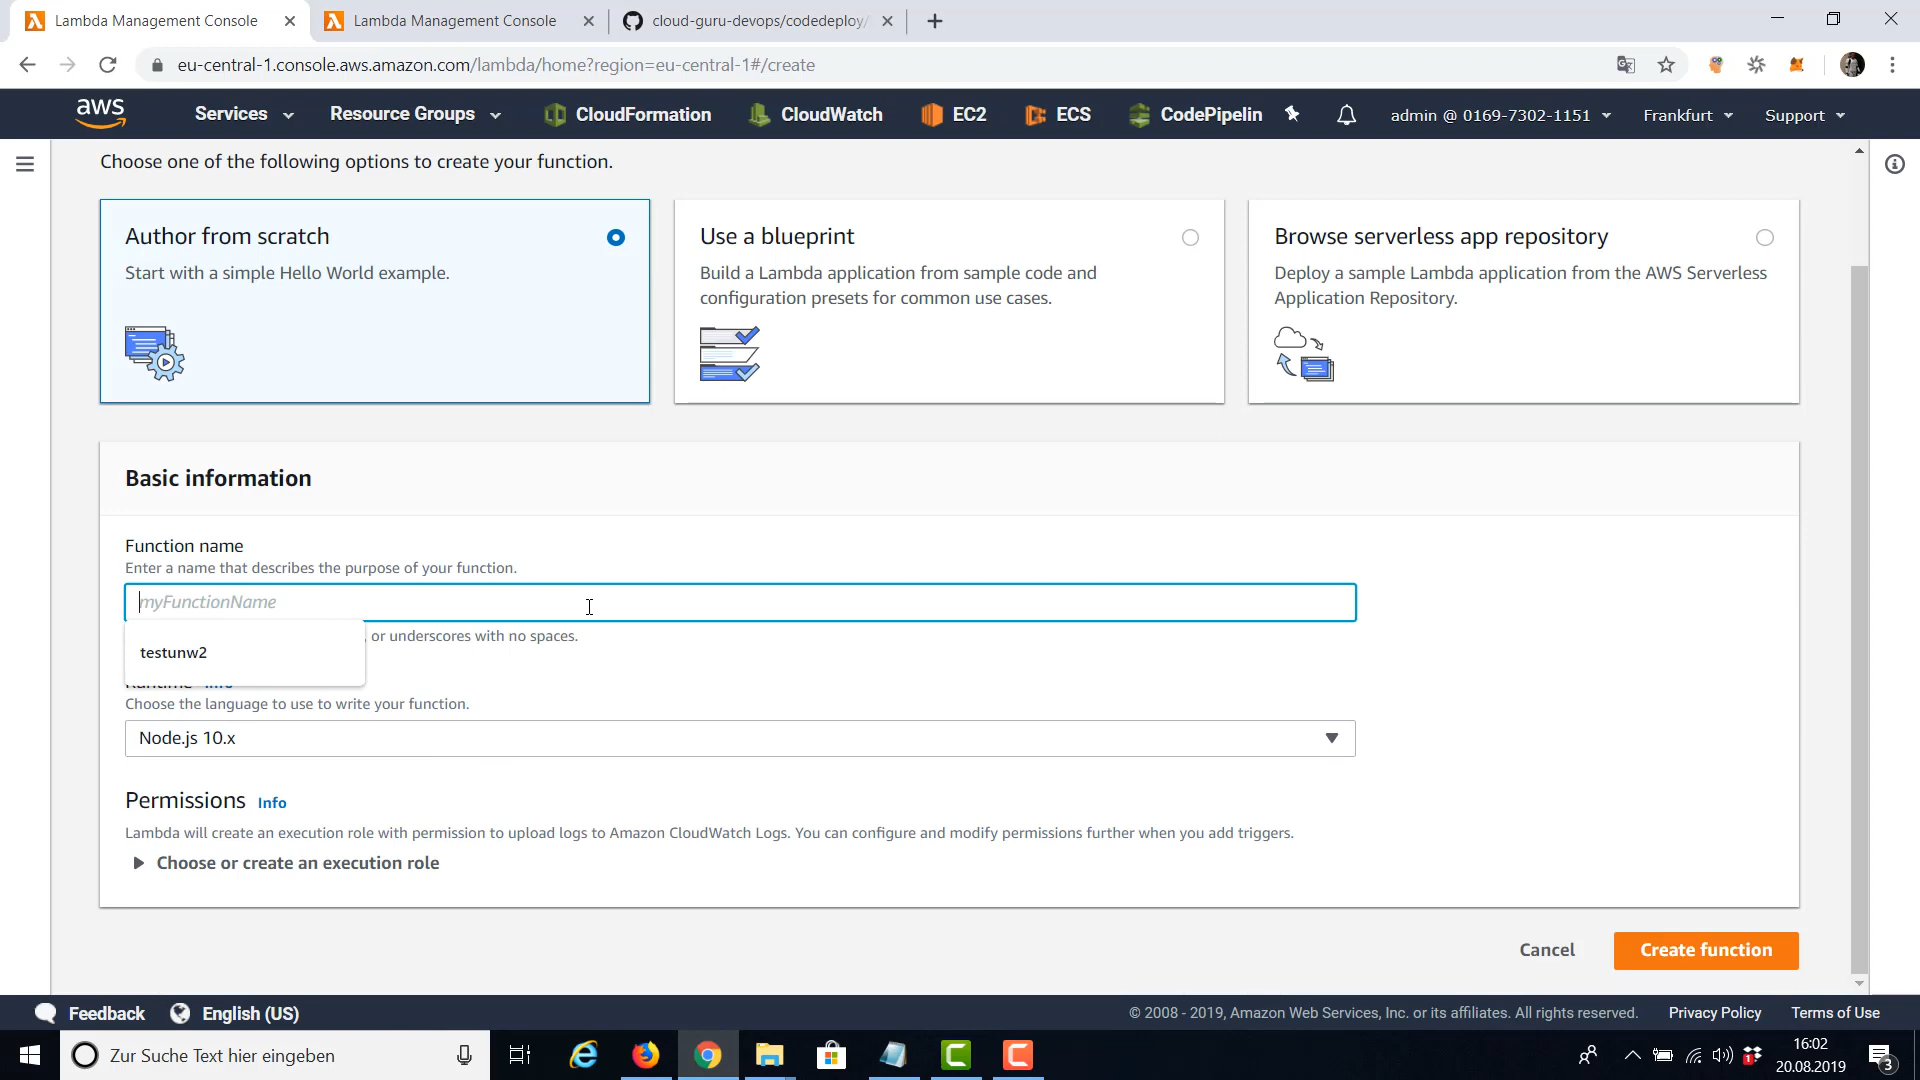 Lambda Management Console
Lambda Management Console
cloud-guru-devops/codedeploy/
eu-central-1.console.aws.amazon.com/lambda/home?region=eu-central-1#/create
aws
Services
Resource Groups
CloudFormation
CloudWatch
EC2
ECS
CodePipelin
admin @ 0169-7302-1151
Frankfurt
Support
Choose one of the following options to create your function.
Author from scratch
Start with a simple Hello World example.
Use a blueprint
Build a Lambda application from sample code and
configuration presets for common use cases.
Browse serverless app repository
Deploy a sample Lambda application from the AWS Serverless
Application Repository.
Basic information
Function name
Enter a name that describes the purpose of your function.
myFunctionName
, or underscores with no spaces.
testunw2
Runtime Info
Choose the language to use to write your function.
Node.js 10.x
Permissions Info
Lambda will create an execution role with permission to upload logs to Amazon CloudWatch Logs. You can configure and modify permissions further when you add triggers.
Choose or create an execution role
Cancel
Create function
Feedback
English (US)
© 2008 - 2019, Amazon Web Services, Inc. or its affiliates. All rights reserved.
Privacy Policy
Terms of Use
Zur Suche Text hier eingeben
1
16:02
20.08.2019
3